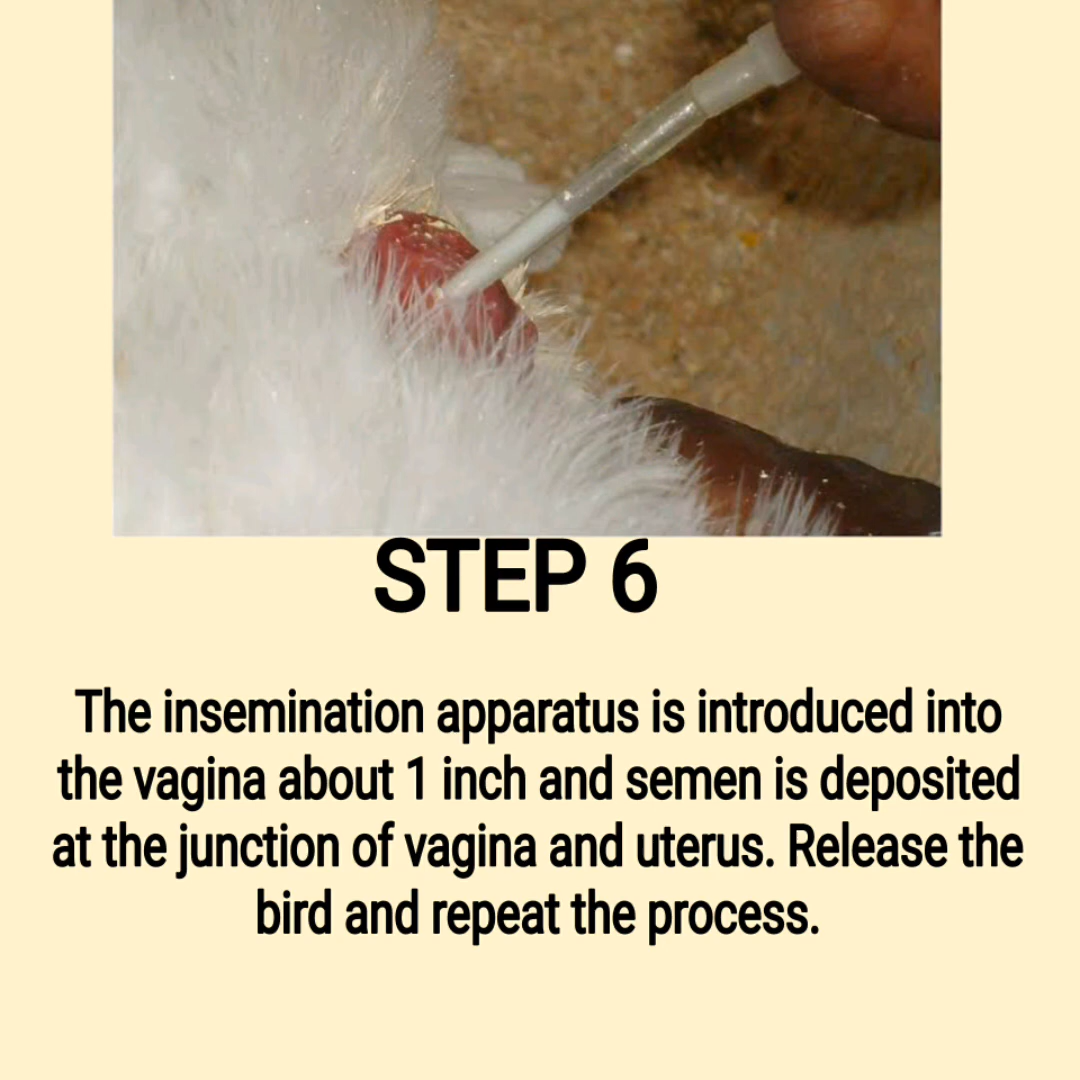 STEP 6
The insemination apparatus is introduced into
the vagina about 1 inch and semen is deposited
at the junction of vagina and uterus. Release the
bird and repeat the process.